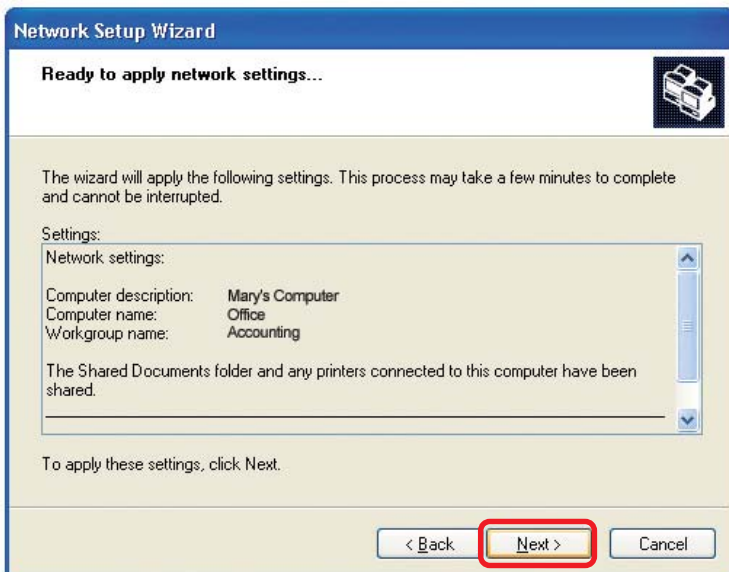 Network Setup Wizard
Ready to apply network settings...
The wizard will apply the following settings. This process may take a few minutes to complete
and cannot be interrupted.
Settings:
Network settings:
Computer description: Mary's Computer
Computer name: Office
Workgroup name: Accounting
The Shared Documents folder and any printers connected to this computer have been
shared.
To apply these settings, click Next.
< Back Next > Cancel